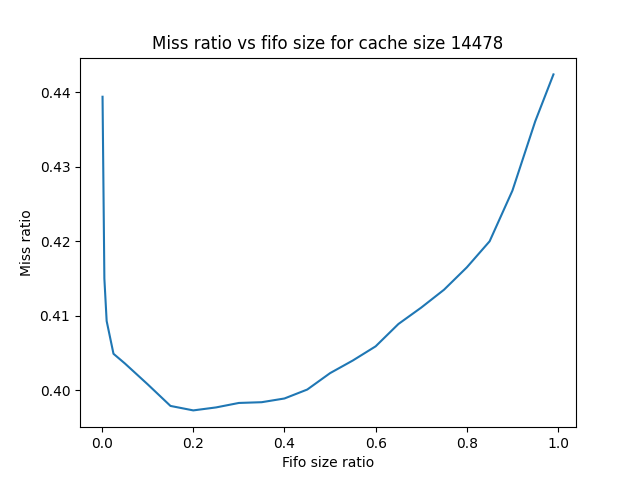 Miss ratio vs fifo size for cache size 14478
0.44
0.43
0.42
0.41
0.40
Miss ratio
0.0 0.2 0.4 0.6 0.8 1.0
Fifo size ratio